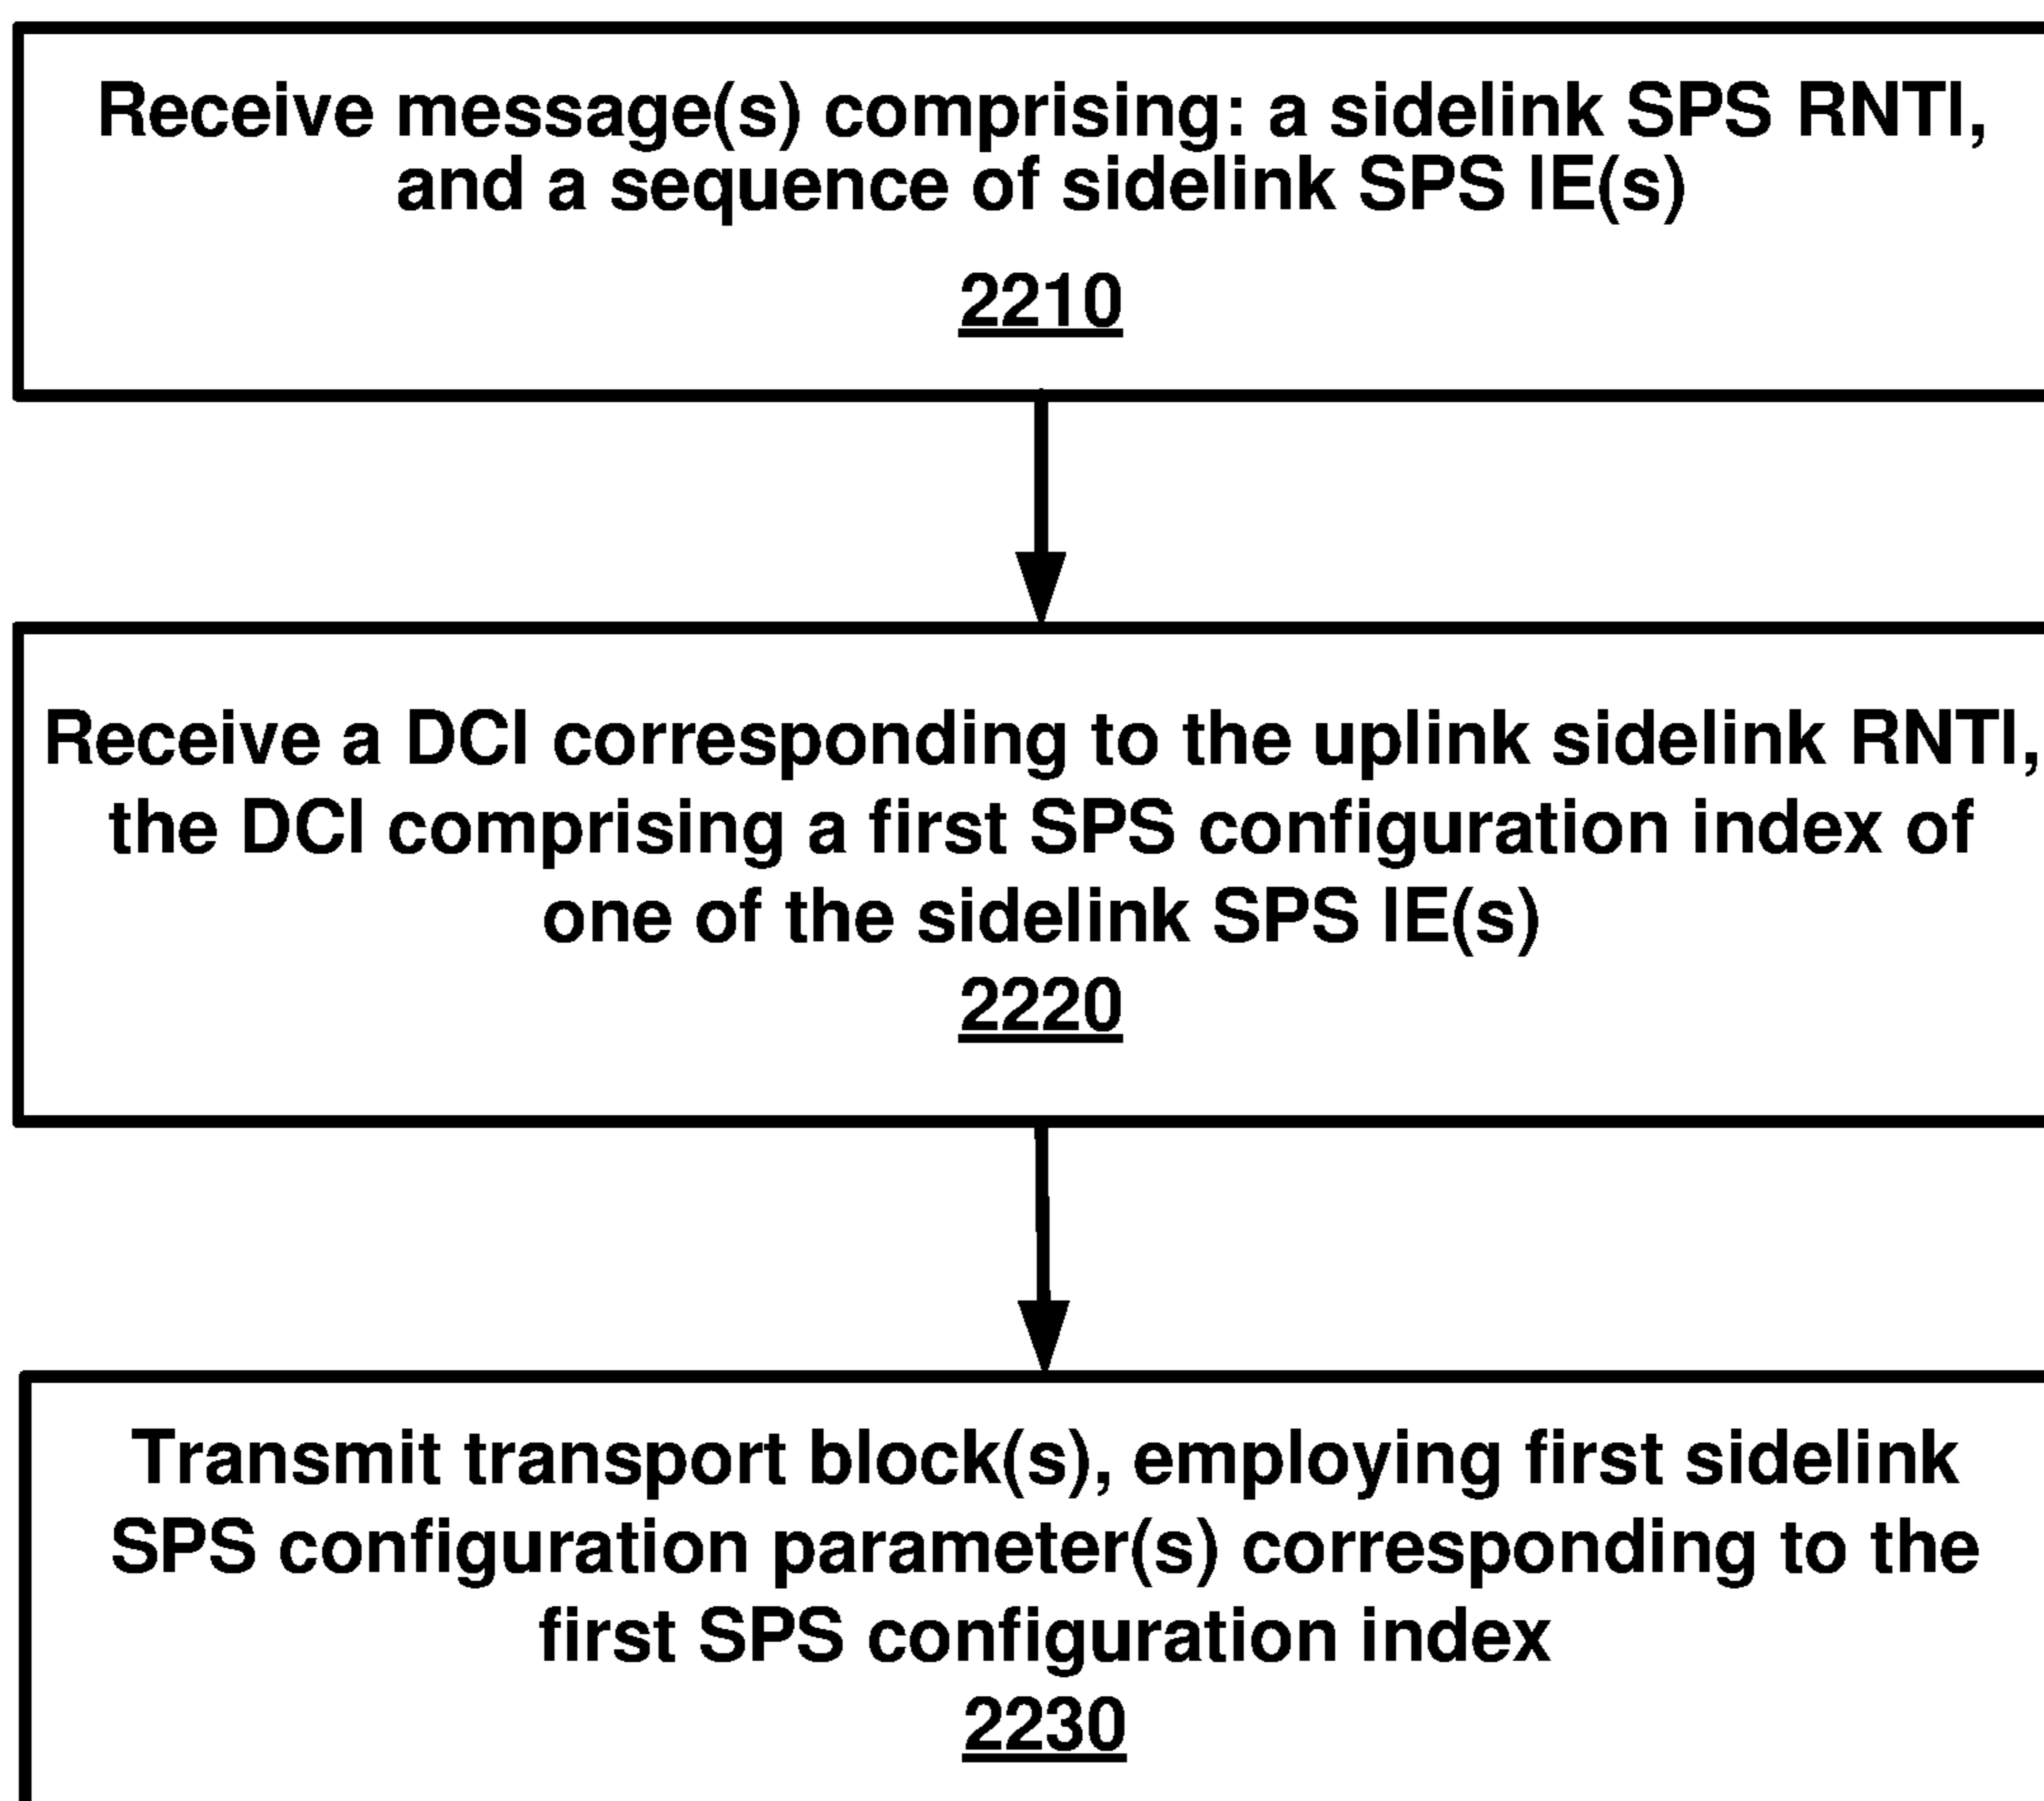 Receive message(s) comprising: a sidelink SPS RNTI,
and a sequence of sidelink SPS IE(s)
2210
Receive a DCI corresponding to the uplink sidelink RNTI,
the DCI comprising a first SPS configuration index of
one of the sidelink SPS IE(s)
2220
Transmit transport block(s), employing first sidelink
SPS configuration parameter(s) corresponding to the
first SPS configuration index
2230